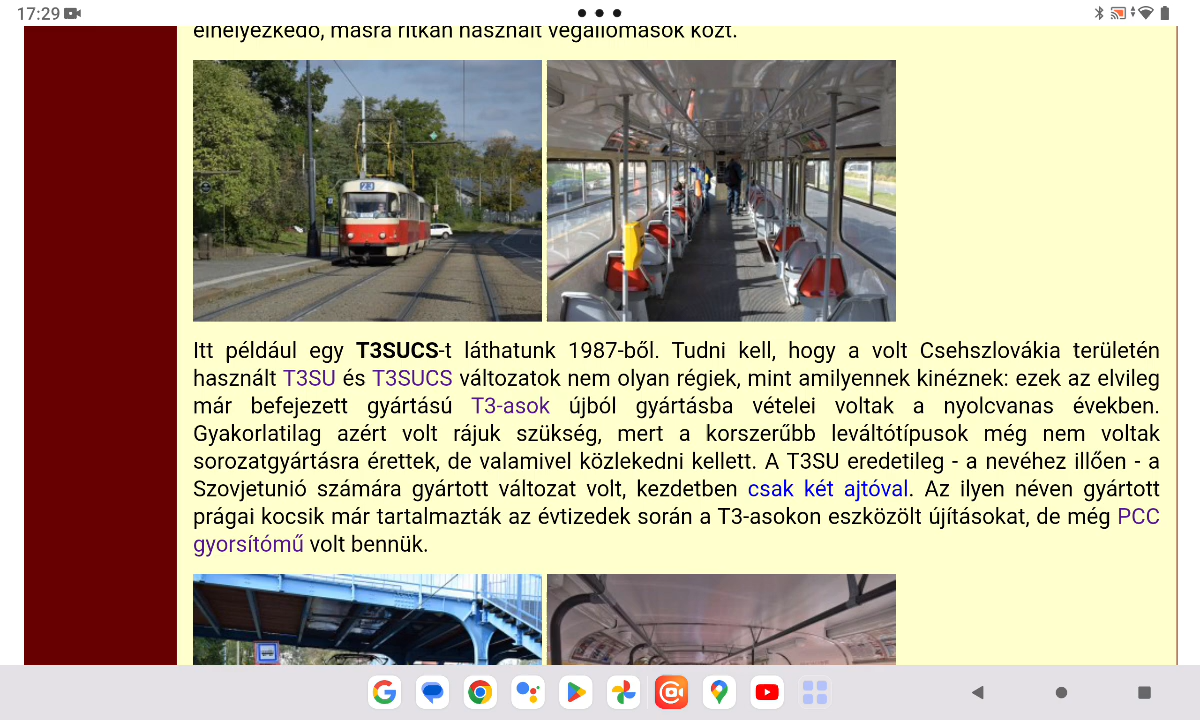 17:29
elhelyezkedő, másra ritkán használt végállomások közt.
23
Itt például egy T3SUCS-t láthatunk 1987-ből. Tudni kell, hogy a volt Csehszlovákia területén
használt T3SU és T3SUCS változatok nem olyan régiek, mint amilyennek kinéznek: ezek az elvileg
már befejezett gyártású T3-asok újból gyártásba vételei voltak a nyolcvanas években.
Gyakorlatilag azért volt rájuk szükség, mert a korszerűbb leváltótípusok még nem voltak
sorozatgyártásra érettek, de valamivel közlekedni kellett. A T3SU eredetileg - a nevéhez illően - a
Szovjetunió számára gyártott változat volt, kezdetben csak két ajtóval. Az ilyen néven gyártott
prágai kocsik már tartalmazták az évtizedek során a T3-asokon eszközölt újításokat, de még PCC
gyorsítómű volt bennük.